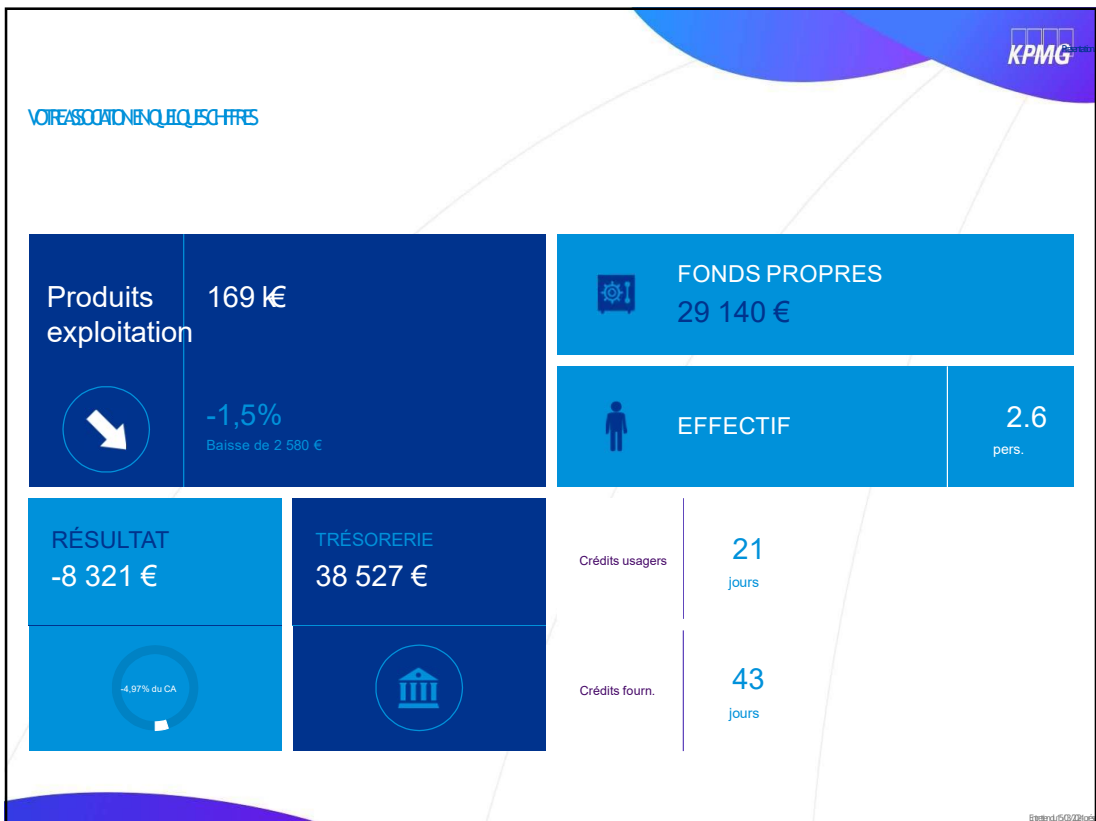 KPMG
VOTRE ASSOCIATION EN QUELQUES CHIFFRES
Produits
exploitation
169 k€
-1,5%
Baisse de 2 580 €
FONDS PROPRES
29 140 €
EFFECTIF
2.6
pers.
RÉSULTAT
-8 321 €
-4,97% du CA
TRÉSORERIE
38 527 €
Crédits usagers
21
jours
Crédits fourn.
43
jours